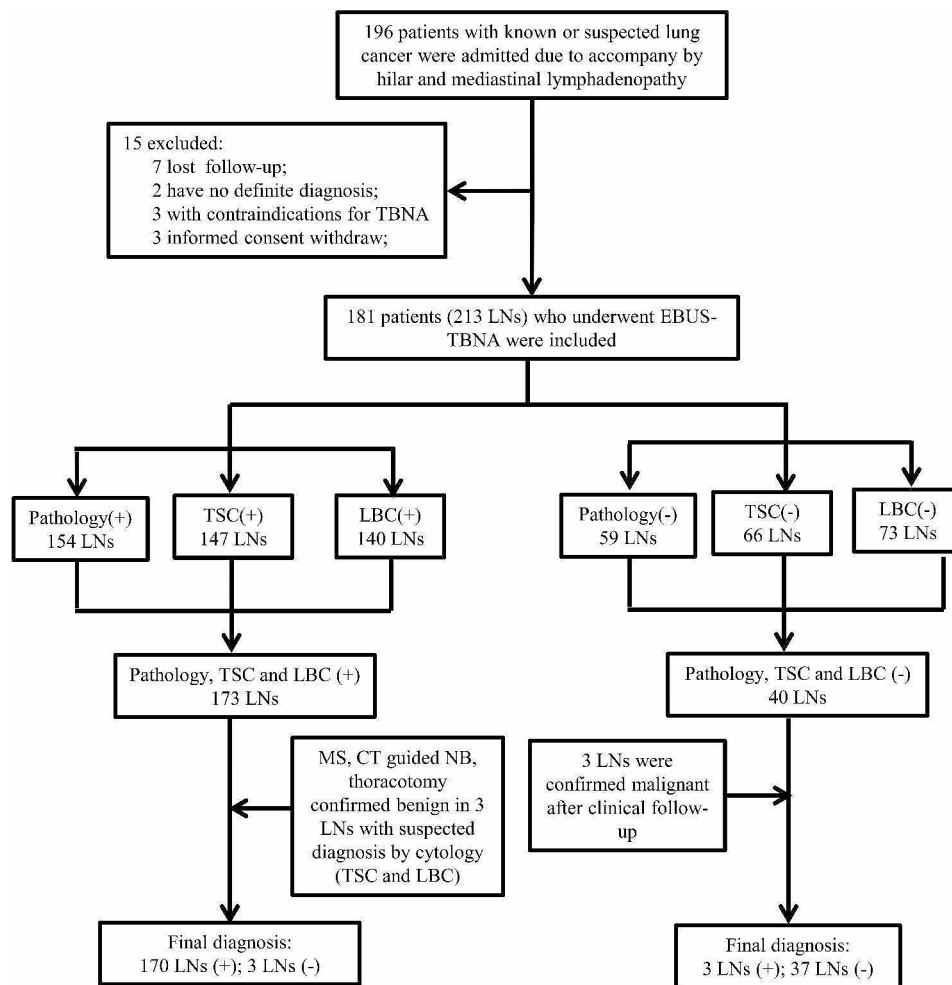 196 patients with known or suspected lung
cancer were admitted due to accompany by
hilar and mediastinal lymphadenopathy
15 excluded:
7 lost follow-up;
2 have no definite diagnosis;
3 with contraindications for TBNA
3 informed consent withdraw;
181 patients (213 LNs) who underwent EBUS-
TBNA were included
Pathology(+)
154 LNs
TSC(+)
147 LNs
LBC(+)
140 LNs
Pathology(-)
59 LNs
TSC(-)
66 LNs
LBC(-)
73 LNs
Pathology, TSC and LBC (+)
173 LNs
Pathology, TSC and LBC (-)
40 LNs
MS, CT guided NB,
thoracotomy
confirmed benign in 3
LNs with suspected
diagnosis by cytology
(TSC and LBC)
3 LNs were
confirmed malignant
after clinical follow-
up
Final diagnosis:
170 LNs (+); 3 LNs (-)
Final diagnosis:
3 LNs (+); 37 LNs (-)